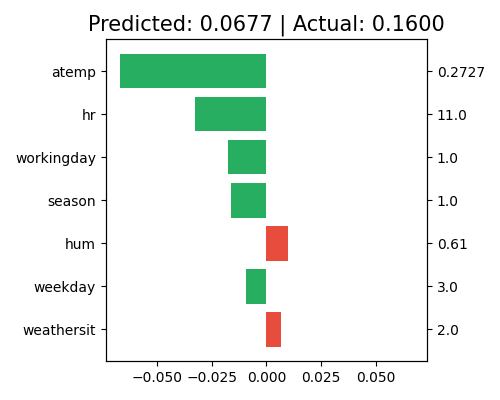 Predicted: 0.0677 | Actual: 0.1600
atemp 0.2727
hr 11.0
workingday 1.0
season 1.0
hum 0.61
weekday 3.0
weathersit 2.0
−0.050 −0.025 0.000 0.025 0.050